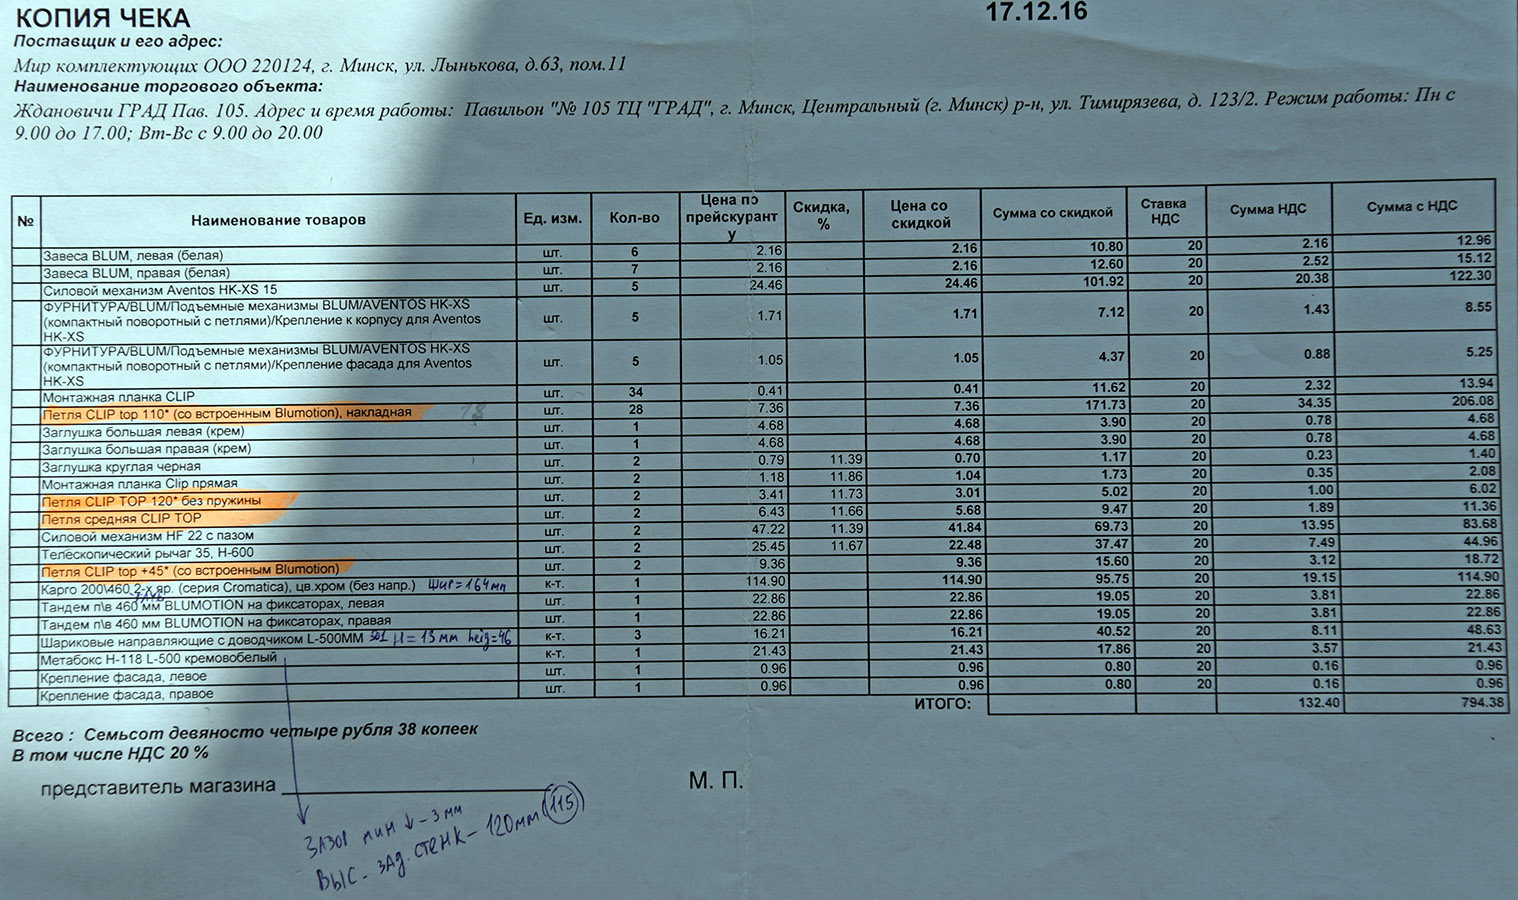 КОПИЯ ЧЕКА 17.12.16
Поставщик и его адрес:
Мир комплектующих ООО 220124, г. Минск, ул. Лынькова, д.63, пом.11
Наименование торгового объекта:
Ждановичи ГРАД Пав. 105. Адрес и время работы: Павильон "№ 105 ТЦ "ГРАД", г. Минск, Центральный (г. Минск) р-н, ул. Тимирязева, д. 123/2. Режим работы: Пн с
9.00 до 17.00; Вт-Вс с 9.00 до 20.00
№ Наименование товаров Ед. изм. Кол-во Цена по прейскуранту Скидка, % Цена со скидкой Сумма со скидкой Ставка НДС Сумма НДС Сумма с НДС
Завеса BLUM, левая (белая) шт. 6 2.16 2.16 10.80 20 2.16 12.96
Завеса BLUM, правая (белая) шт. 7 2.16 2.16 12.60 20 2.52 15.12
Силовой механизм Aventos HK-XS 15 шт. 5 24.46 24.46 101.92 20 20.38 122.30
ФУРНИТУРА/BLUM/Подъемные механизмы BLUM/AVENTOS HK-XS
(компактный поворотный с петлями)/Крепление к корпусу для Aventos
HK-XS шт. 5 1.71 1.71 7.12 20 1.43 8.55
ФУРНИТУРА/BLUM/Подъемные механизмы BLUM/AVENTOS HK-XS
(компактный поворотный с петлями)/Крепление фасада для Aventos
HK-XS шт. 5 1.05 1.05 4.37 20 0.88 5.25
Монтажная планка CLIP шт. 34 0.41 0.41 11.62 20 2.32 13.94
Петля CLIP top 110* (со встроенным Blumotion), накладная 18 шт. 28 7.36 7.36 171.73 20 34.35 206.08
Заглушка большая левая (крем) шт. 1 4.68 4.68 3.90 20 0.78 4.68
Заглушка большая правая (крем) шт. 1 4.68 4.68 3.90 20 0.78 4.68
Заглушка круглая черная шт. 2 0.79 11.39 0.70 1.17 20 0.23 1.40
Монтажная планка Clip прямая шт. 2 1.18 11.86 1.04 1.73 20 0.35 2.08
Петля CLIP TOP 120* без пружины шт. 2 3.41 11.73 3.01 5.02 20 1.00 6.02
Петля средняя CLIP TOP шт. 2 6.43 11.66 5.68 9.47 20 1.89 11.36
Силовой механизм HF 22 с пазом шт. 2 47.22 11.39 41.84 69.73 20 13.95 83.68
Телескопический рычаг 35, H-600 шт. 2 25.45 11.67 22.48 37.47 20 7.49 44.96
Петля CLIP top +45* (со встроенным Blumotion) шт. 2 9.36 9.36 15.60 20 3.12 18.72
Карго 200\460 2-х яр. (серия Cromatica), цв.хром (без напр.) шир=164мм к-т. 1 114.90 114.90 95.75 20 19.15 114.90
Тандем п\в 460 мм BLUMOTION на фиксаторах, левая шт. 1 22.86 22.86 19.05 20 3.81 22.86
Тандем п\в 460 мм BLUMOTION на фиксаторах, правая шт. 1 22.86 22.86 19.05 20 3.81 22.86
Шариковые направляющие с доводчиком L-500ММ = 13 мм heig=46 к-т. 3 16.21 16.21 40.52 20 8.11 48.63
Метабокс H-118 L-500 кремовобелый к-т. 1 21.43 21.43 17.86 20 3.57 21.43
Крепление фасада, левое шт. 1 0.96 0.96 0.80 20 0.16 0.96
Крепление фасада, правое шт. 1 0.96 0.96 0.80 20 0.16 0.96
ИТОГО: 132.40 794.38
Всего : Семьсот девяносто четыре рубля 38 копеек
В том числе НДС 20 %
представитель магазина М. П.
зазор мин ↓ - 3 мм
выс. зад. стенк - 120мм (115)